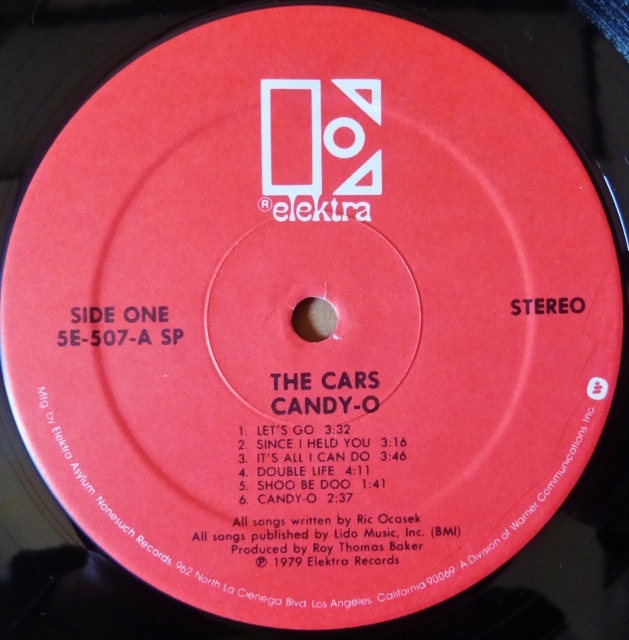 ® elektra
SIDE ONE
5E-507-A SP
STEREO
THE CARS
CANDY-O
1. LET'S GO 3:32
2. SINCE I HELD YOU 3:16
3. IT'S ALL I CAN DO 3:46
4. DOUBLE LIFE 4:11
5. SHOO BE DOO 1:41
6. CANDY-O 2:37
All songs written by Ric Ocasek
All songs published by Lido Music, Inc. (BMI)
Produced by Roy Thomas Baker
℗ 1979 Elektra Records
Mfg by Elektra Asylum Nonesuch Records, 962 North La Cienega Blvd. Los Angeles, California 90069. A Division of Warner Communications Inc.